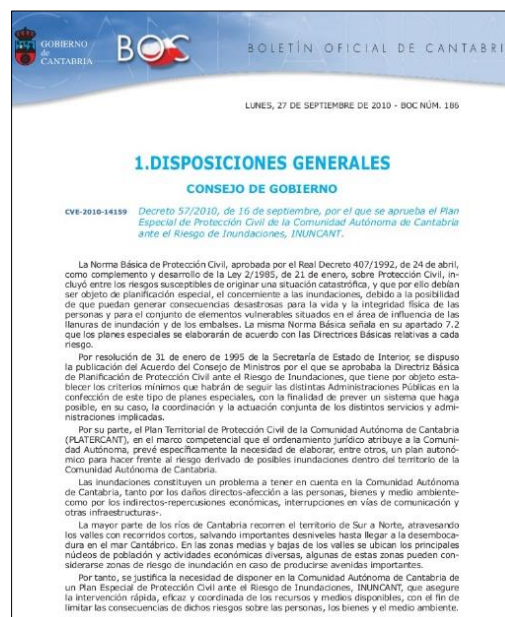 GOBIERNO
de
CANTABRIA
BOC
BOLETÍN OFICIAL DE CANTABRI
LUNES, 27 DE SEPTIEMBRE DE 2010 - BOC NÚM. 186
1.DISPOSICIONES GENERALES
CONSEJO DE GOBIERNO
CVE-2010-14159 Decreto 57/2010, de 16 de septiembre, por el que se aprueba el Plan
Especial de Protección Civil de la Comunidad Autónoma de Cantabria
ante el Riesgo de Inundaciones, INUNCANT.
La Norma Básica de Protección Civil, aprobada por el Real Decreto 407/1992, de 24 de abril,
como complemento y desarrollo de la Ley 2/1985, de 21 de enero, sobre Protección Civil, in-
cluyó entre los riesgos susceptibles de originar una situación catastrófica, y que por ello debían
ser objeto de planificación especial, el concerniente a las inundaciones, debido a la posibilidad
de que puedan generar consecuencias desastrosas para la vida y la integridad física de las
personas y para el conjunto de elementos vulnerables situados en el área de influencia de las
llanuras de inundación y de los embalses. La misma Norma Básica señala en su apartado 7.2
que los planes especiales se elaborarán de acuerdo con las Directrices Básicas relativas a cada
riesgo.
Por resolución de 31 de enero de 1995 de la Secretaría de Estado de Interior, se dispuso
la publicación del Acuerdo del Consejo de Ministros por el que se aprobaba la Directriz Básica
de Planificación de Protección Civil ante el Riesgo de Inundaciones, que tiene por objeto esta-
blecer los criterios mínimos que habrán de seguir las distintas Administraciones Públicas en la
confección de este tipo de planes especiales, con la finalidad de prever un sistema que haga
posible, en su caso, la coordinación y la actuación conjunta de los distintos servicios y admi-
nistraciones implicadas.
Por su parte, el Plan Territorial de Protección Civil de la Comunidad Autónoma de Cantabria
(PLATERCANT), en el marco competencial que el ordenamiento jurídico atribuye a la Comuni-
dad Autónoma, prevé específicamente la necesidad de elaborar, entre otros, un plan autonó-
mico para hacer frente al riesgo derivado de posibles inundaciones dentro del territorio de la
Comunidad Autónoma de Cantabria.
Las inundaciones constituyen un problema a tener en cuenta en la Comunidad Autónoma
de Cantabria, tanto por los daños directos-afección a las personas, bienes y medio ambiente-
como por los indirectos-repercusiones económicas, interrupciones en vías de comunicación y
otras infraestructuras-.
La mayor parte de los ríos de Cantabria recorren el territorio de Sur a Norte, atravesando
los valles con recorridos cortos, salvando importantes desniveles hasta llegar a la desemboca-
dura en el mar Cantábrico. En las zonas medias y bajas de los valles se ubican los principales
núcleos de población y actividades económicas diversas, algunas de estas zonas pueden con-
siderarse zonas de riesgo de inundación en caso de producirse avenidas importantes.
Por tanto, se justifica la necesidad de disponer en la Comunidad Autónoma de Cantabria de
un Plan Especial de Protección Civil ante el Riesgo de Inundaciones, INUNCANT, que asegure
la intervención rápida, eficaz y coordinada de los recursos y medios disponibles, con el fin de
limitar las consecuencias de dichos riesgos sobre las personas, los bienes y el medio ambiente.